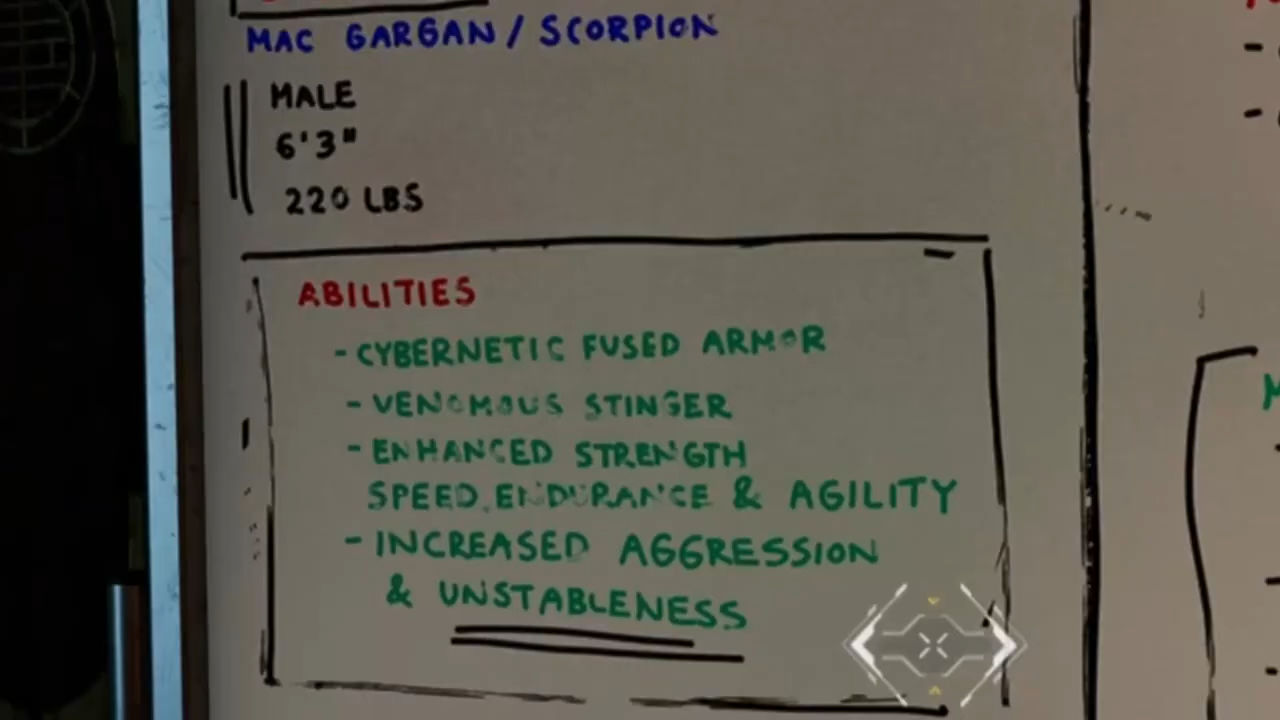 MAC GARGAN / SCORPION
MALE
6'3"
220 LBS
ABILITIES
- CYBERNETIC FUSED ARMOR
- VENOMOUS STINGER
- ENHANCED STRENGTH
SPEED, ENDURANCE & AGILITY
- INCREASED AGGRESSION
& UNSTABLENESS